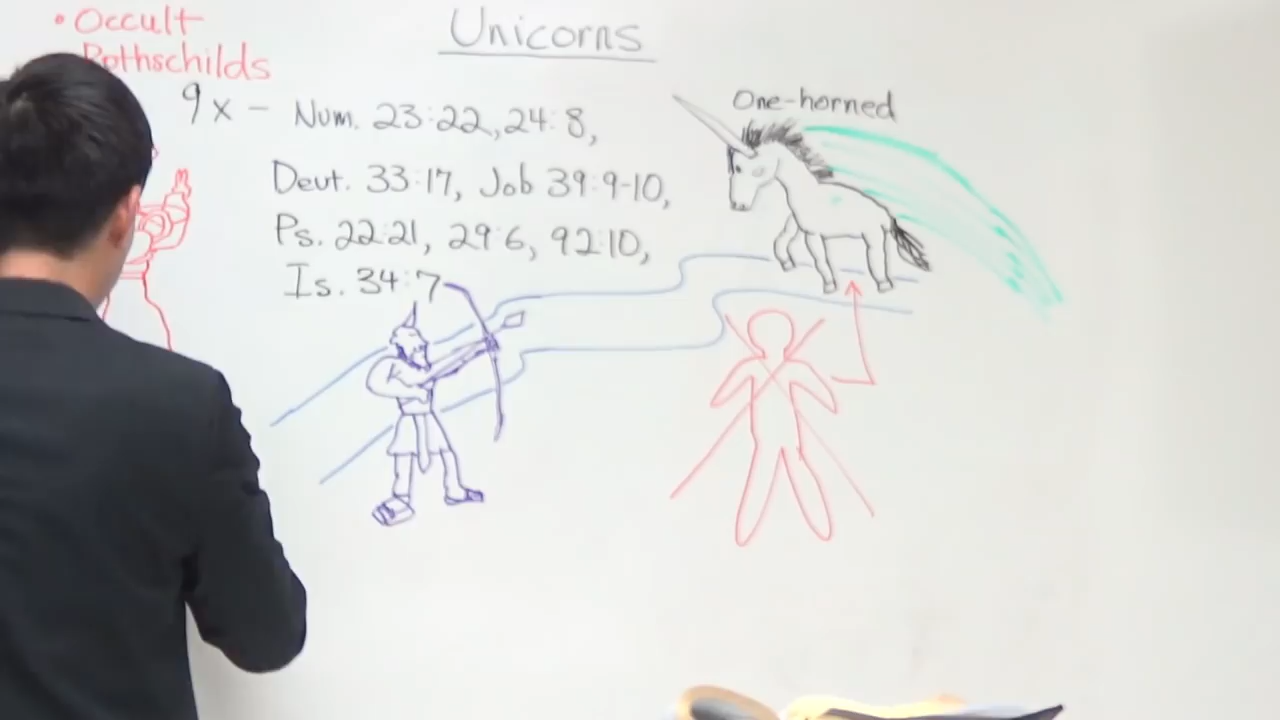 Unicorns
• Occult
Rothschilds
9x - Num. 23:22, 24:8,
Deut. 33:17, Job 39:9-10,
Ps. 22:21, 29:6, 92:10,
Is. 34:7
One-horned